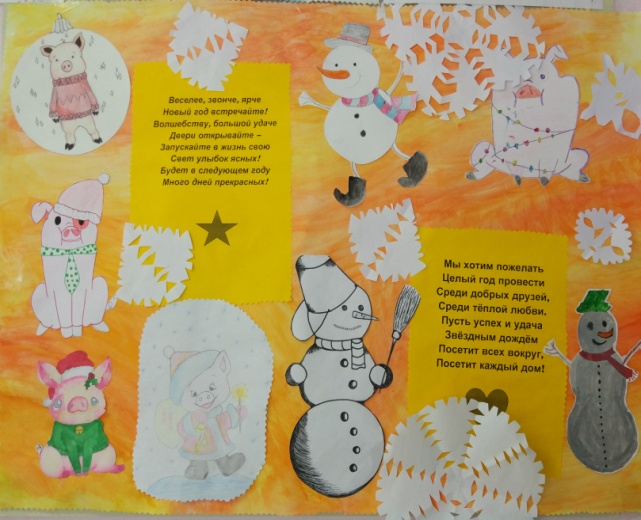 Веселее, звонче, ярче
Новый год встречайте!
Волшебству, большой удаче
Двери открывайте –
Запускайте в жизнь свою
Свет улыбок ясных!
Будет в следующем году
Много дней прекрасных!
Мы хотим пожелать
Целый год провести
Среди добрых друзей,
Среди тёплой любви.
Пусть успех и удача
Звёздным дождём
Посетит всех вокруг,
Посетит каждый дом!